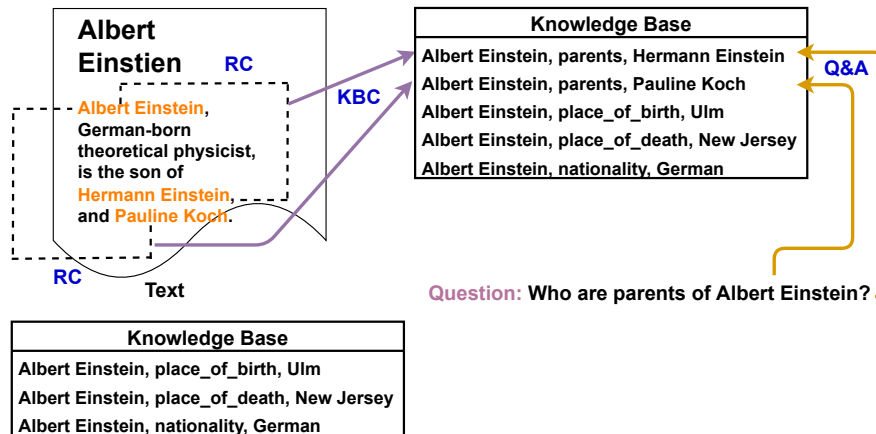 Albert
Einstien
RC
Albert Einstein,
German-born
theoretical physicist,
is the son of
Hermann Einstein,
and Pauline Koch.
RC
Text
KBC
Knowledge Base
Albert Einstein, parents, Hermann Einstein
Albert Einstein, parents, Pauline Koch
Albert Einstein, place_of_birth, Ulm
Albert Einstein, place_of_death, New Jersey
Albert Einstein, nationality, German
Q&A
Question: Who are parents of Albert Einstein?
Knowledge Base
Albert Einstein, place_of_birth, Ulm
Albert Einstein, place_of_death, New Jersey
Albert Einstein, nationality, German